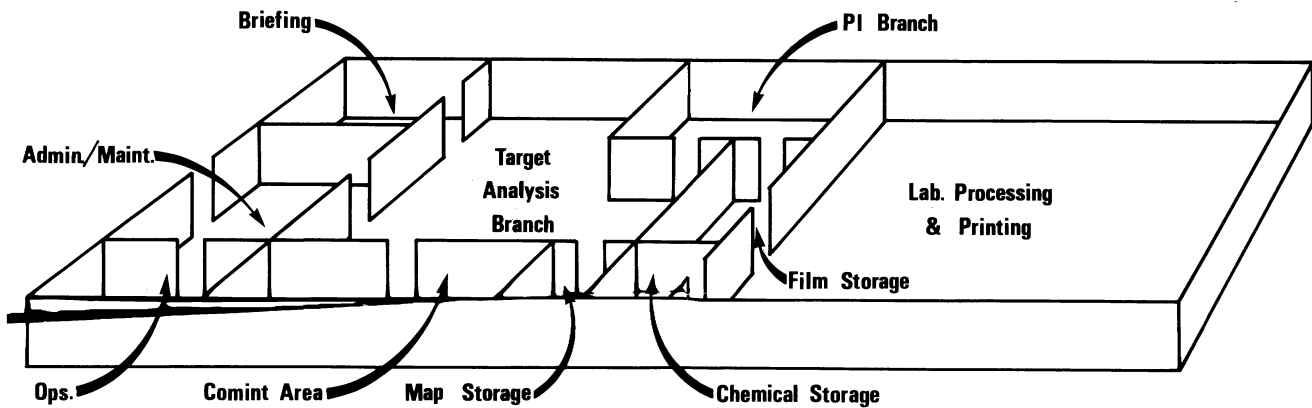 Briefing
PI Branch
Admin./Maint.
Target
Analysis
Branch
Lab. Processing
& Printing
Film Storage
Ops.
Comint Area
Map Storage
Chemical Storage